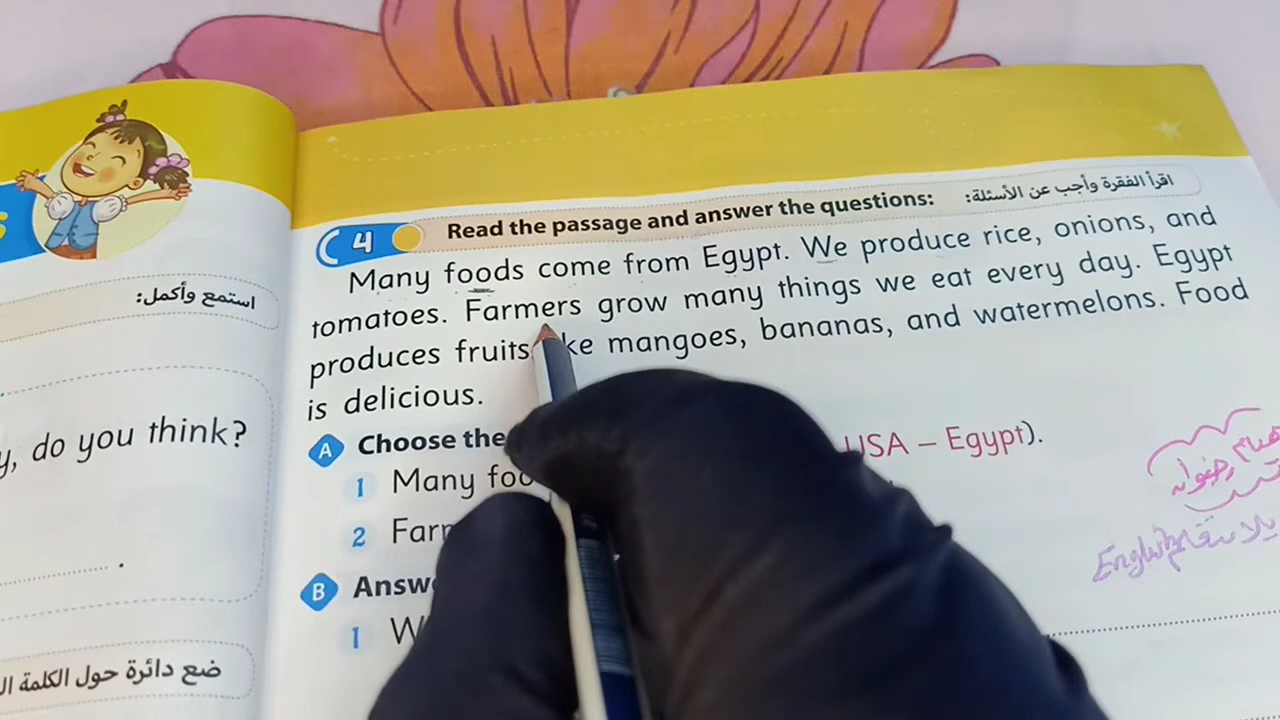 استمع وأكمل:
y, do you think?
ضع دائرة حول الكلمة
4 Read the passage and answer the questions: اقرأ الفقرة وأجب عن الأسئلة:
Many foods come from Egypt. We produce rice, onions, and
tomatoes. Farmers grow many things we eat every day. Egypt
produces fruits ke mangoes, bananas, and watermelons. Food
is delicious.
A Choose the
1 Many foo USA – Egypt).
2 Far
B Answ
1 W
English